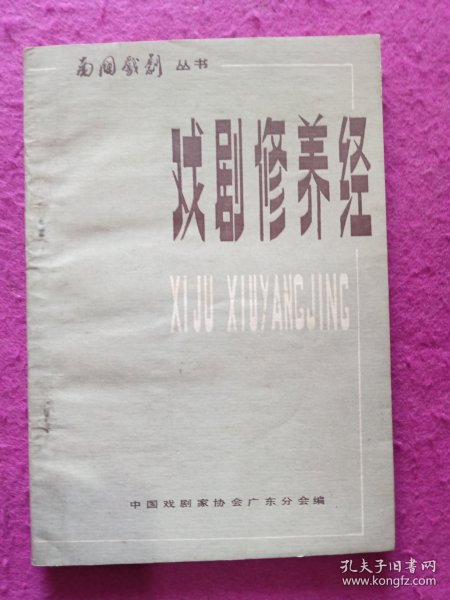 南国戏剧 丛书
戏剧修养经
XIJU XIUYANGJING
中国戏剧家协会广东分会编
孔夫子旧书网
www.kongfz.com